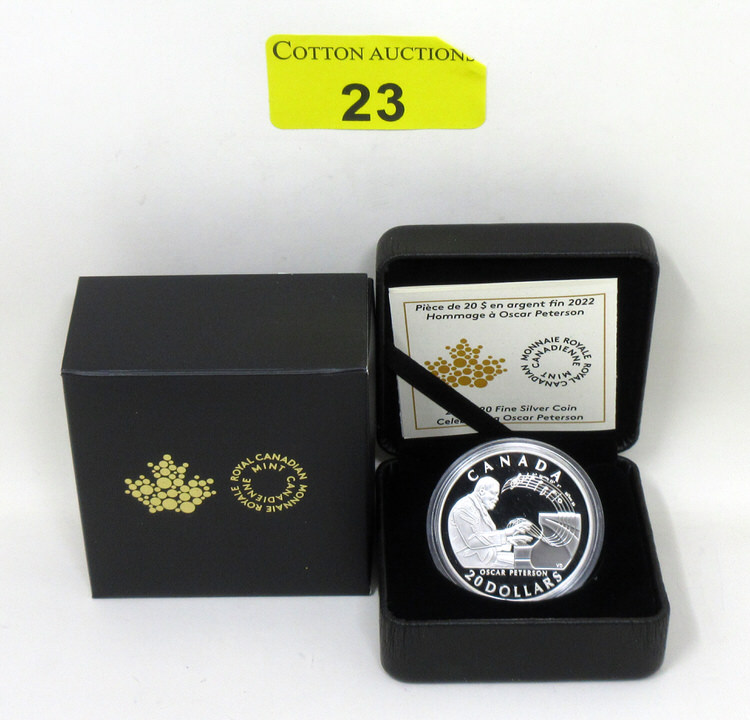 COTTON AUCTIONS
23
Pièce de 20 $ en argent fin 2022
Hommage à Oscar Peterson
MONNAIE ROYALE CANADIENNE
ROYAL CANADIAN MINT
Fine Silver Coin
Oscar Peterson
ROYAL CANADIAN MINT
MONNAIE ROYALE CANADIENNE
CANADA
OSCAR PETERSON
VD
20 DOLLARS